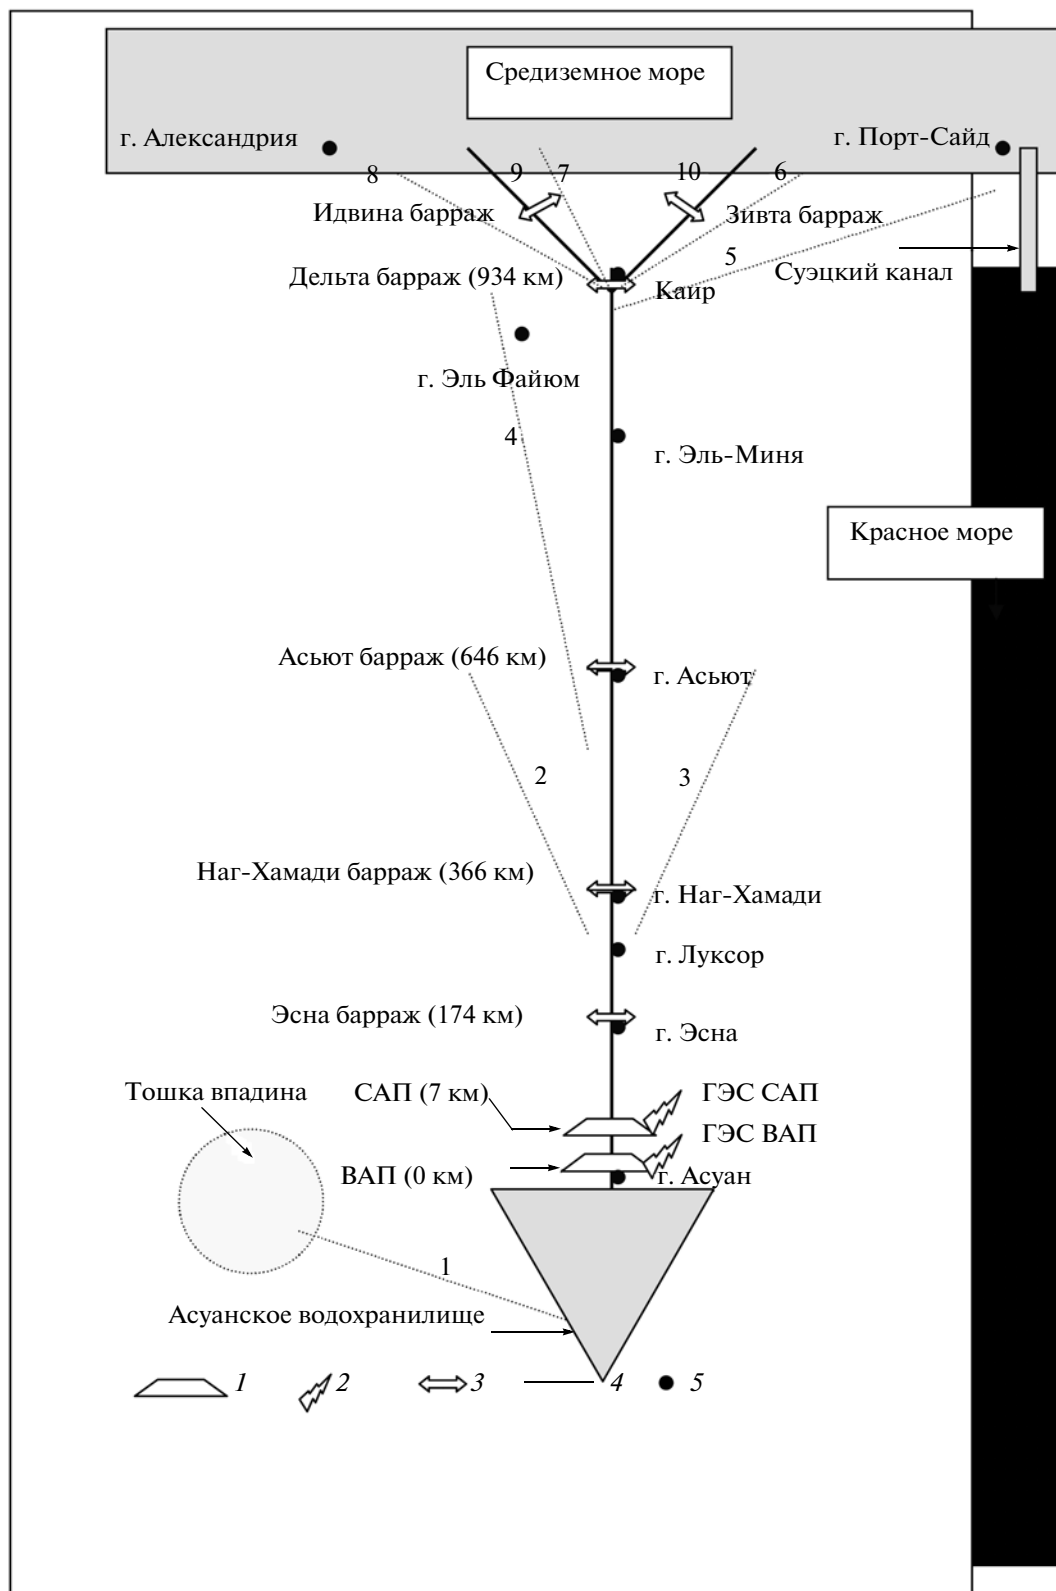 Средиземное море
г. Александрия
г. Порт-Сайд
8
9
7
10
6
Идвина барраж
Зивта барраж
5
Суэцкий канал
Дельта барраж (934 км)
Каир
г. Эль Файюм
4
г. Эль-Миня
Красное море
Асьют барраж (646 км)
г. Асьют
2
3
Наг-Хамади барраж (366 км)
г. Наг-Хамади
г. Луксор
Эсна барраж (174 км)
г. Эсна
Тошка впадина
САП (7 км)
ГЭС САП
ГЭС ВАП
ВАП (0 км)
г. Асуан
1
Асуанское водохранилище
1
2
3
4
5